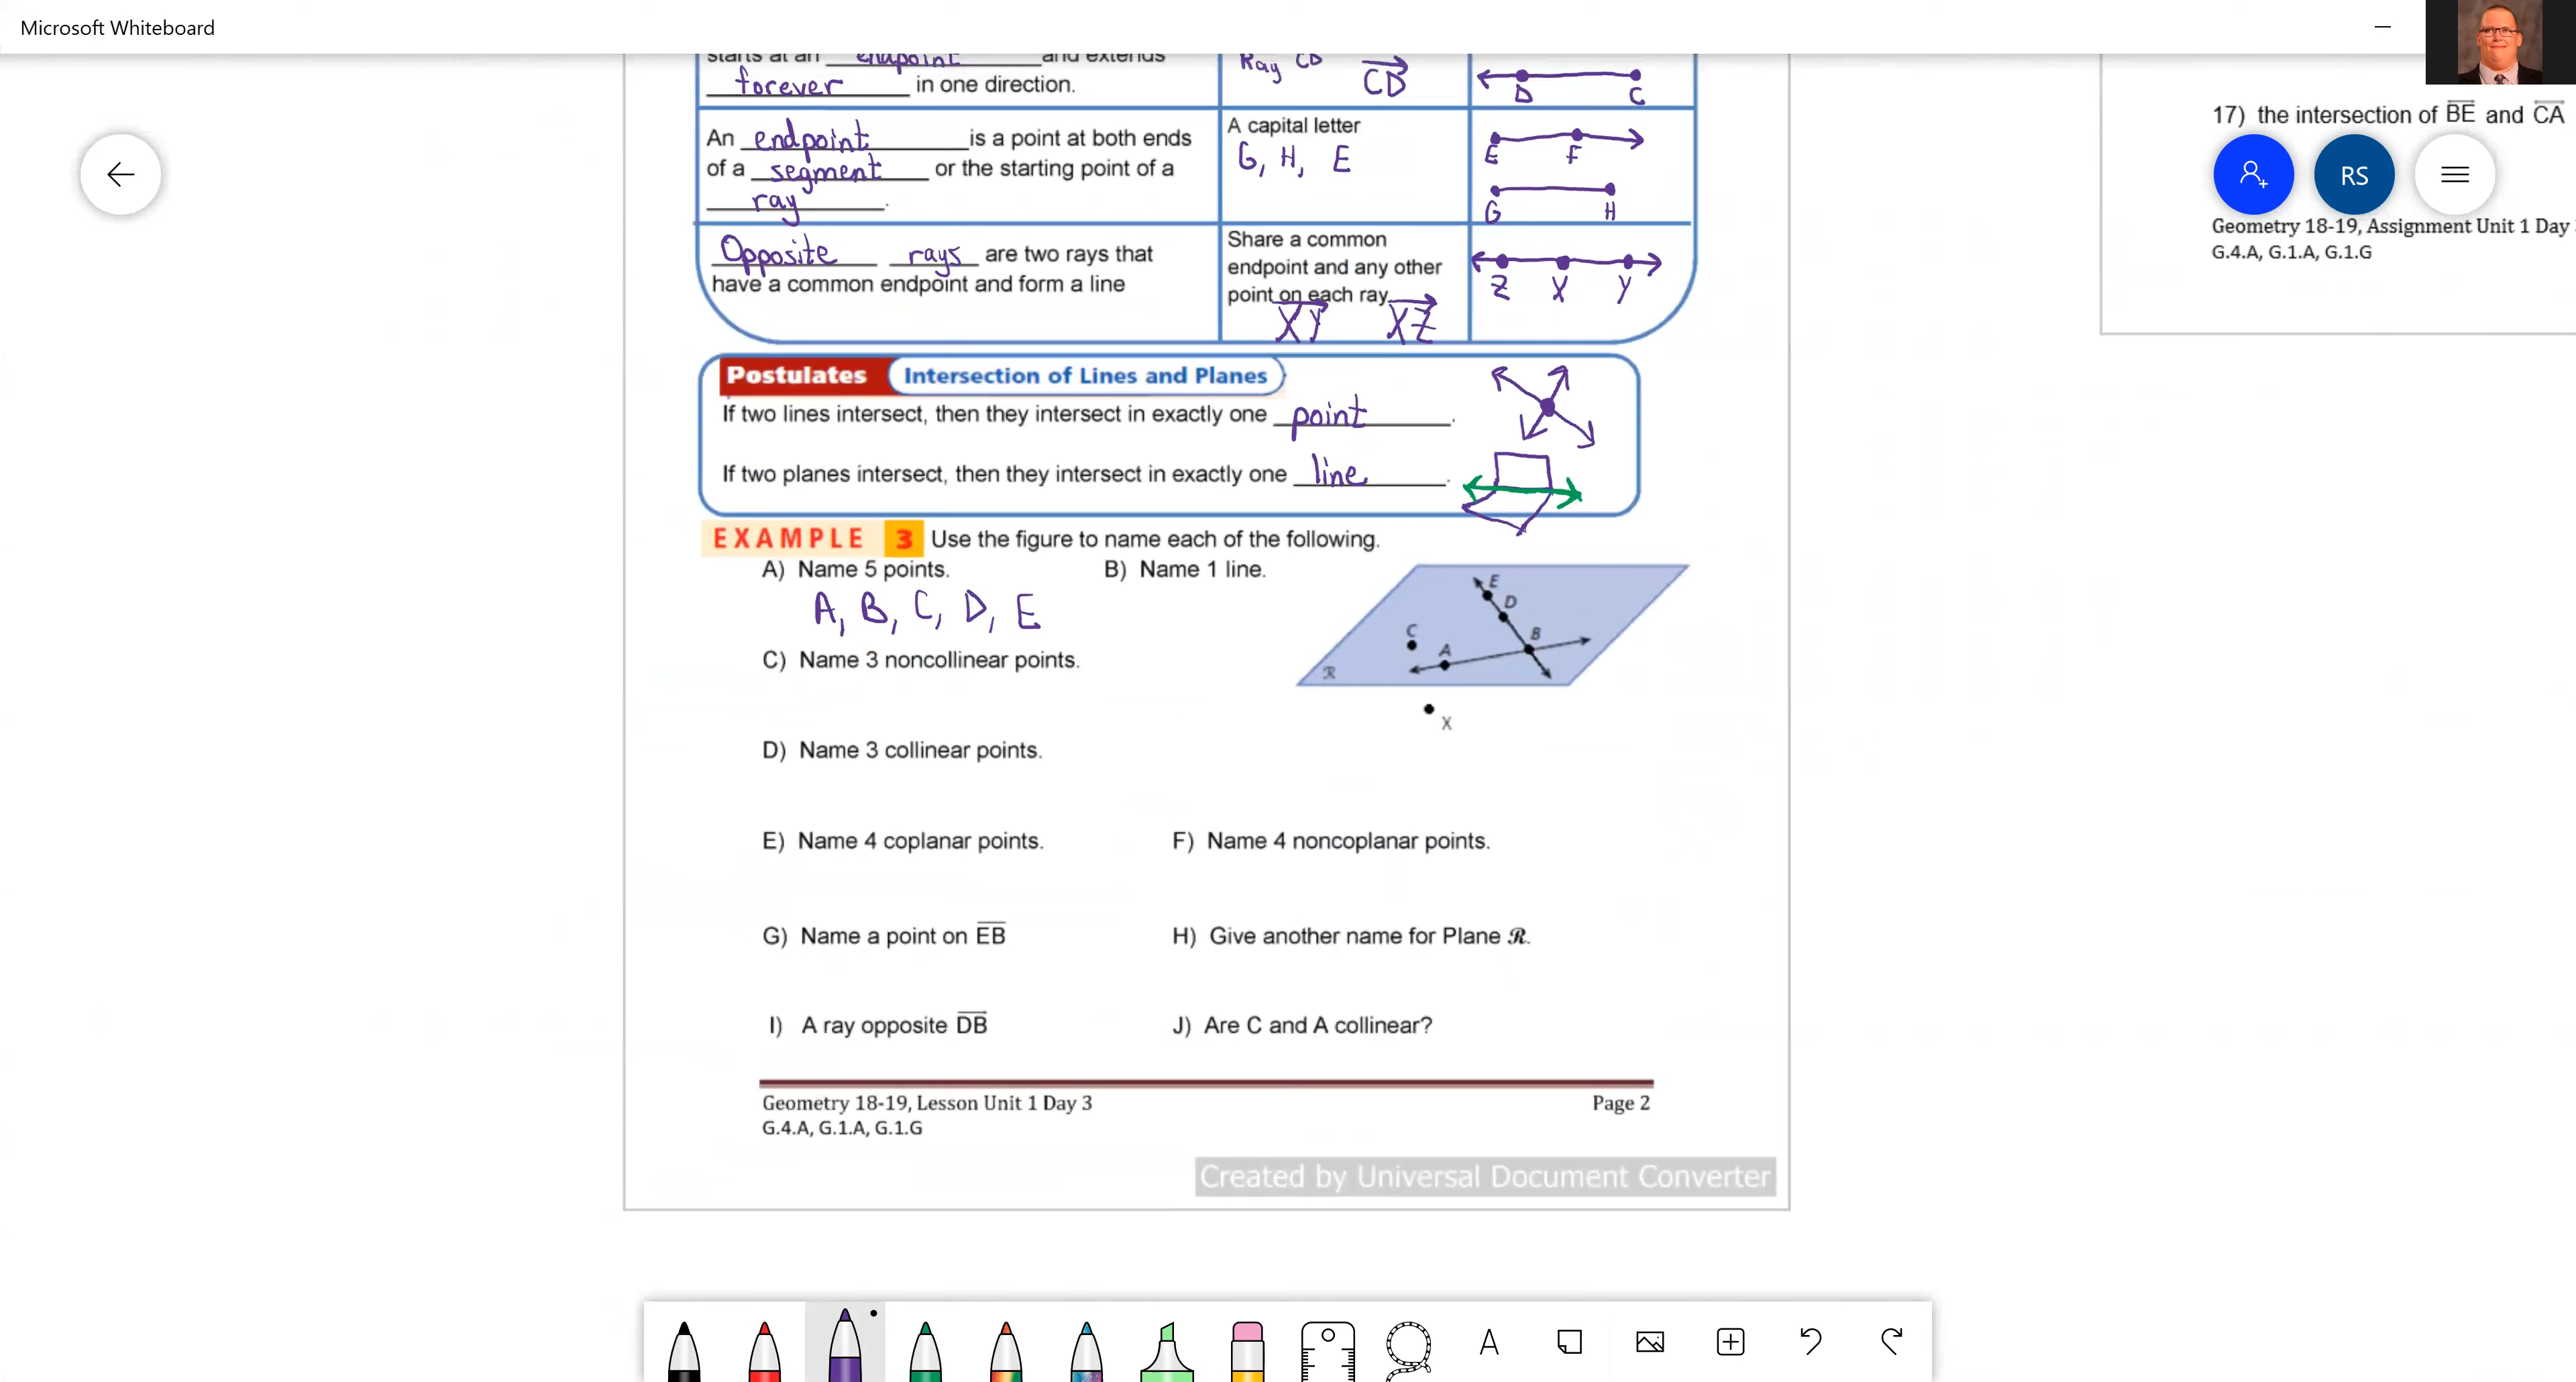 Microsoft Whiteboard
starts at an endpoint and extends
forever in one direction.
Ray CD CD
D C
An endpoint is a point at both ends
of a segment or the starting point of a
ray.
A capital letter
G, H, E
E F
G H
Opposite rays are two rays that
have a common endpoint and form a line
Share a common
endpoint and any other
point on each ray
XY XZ
Z X Y
Postulates Intersection of Lines and Planes
If two lines intersect, then they intersect in exactly one point.
If two planes intersect, then they intersect in exactly one line.
EXAMPLE 3 Use the figure to name each of the following.
A) Name 5 points. B) Name 1 line.
A, B, C, D, E
E
D
C
B
A
R
X
C) Name 3 noncollinear points.
D) Name 3 collinear points.
E) Name 4 coplanar points. F) Name 4 noncoplanar points.
G) Name a point on EB H) Give another name for Plane R.
I) A ray opposite DB J) Are C and A collinear?
Geometry 18-19, Lesson Unit 1 Day 3 Page 2
G.4.A, G.1.A, G.1.G
Created by Universal Document Converter
17) the intersection of BE and CA
RS
Geometry 18-19, Assignment Unit 1 Day
G.4.A, G.1.A, G.1.G